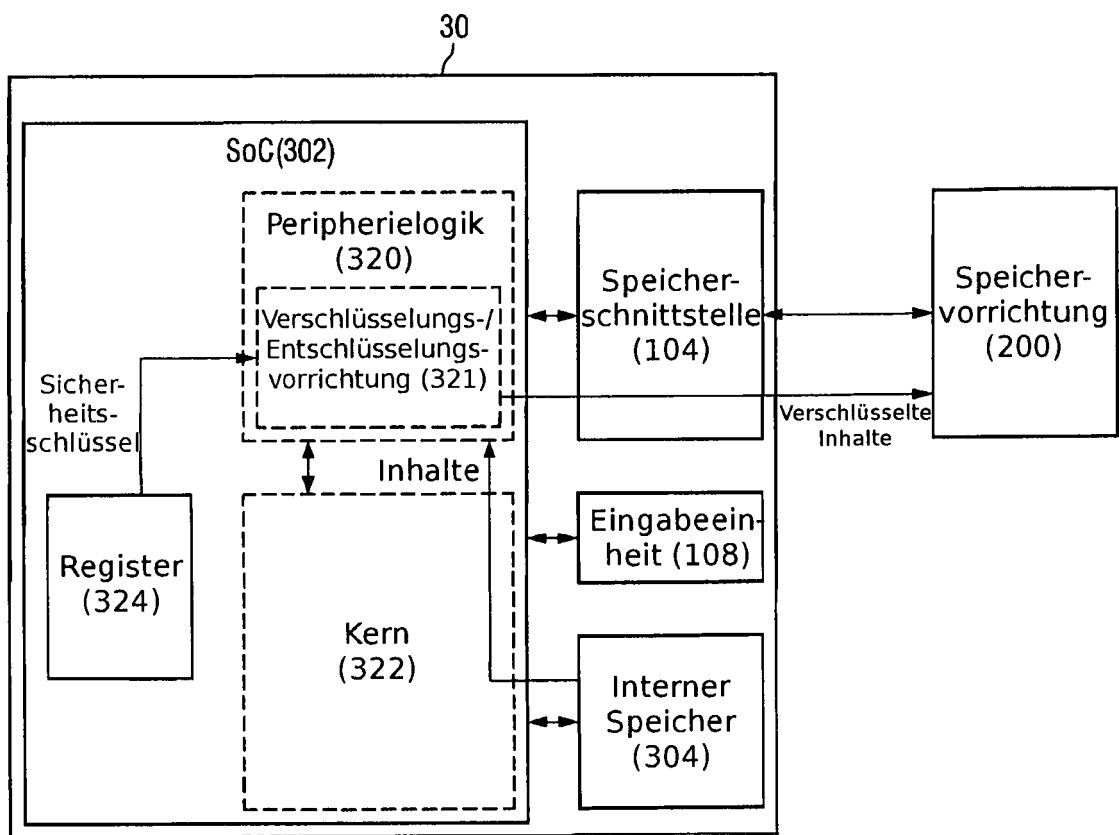 30
SoC(302)
Peripherielogik
(320)
Verschlüsselungs-/
Entschlüsselungs-
vorrichtung (321)
Sicher-
heits-
schlüssel
Register
(324)
Inhalte
Kern
(322)
Speicher-
schnittstelle
(104)
Eingabeein-
heit (108)
Interner
Speicher
(304)
Verschlüsselte
Inhalte
Speicher-
vorrichtung
(200)